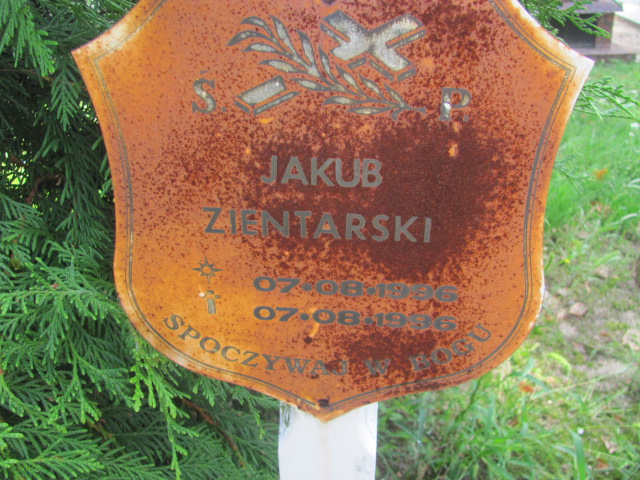 S. P.
JAKUB
ZIENTARSKI
07•08•1996
07•08•1996
SPOCZYWAJ W BOGU